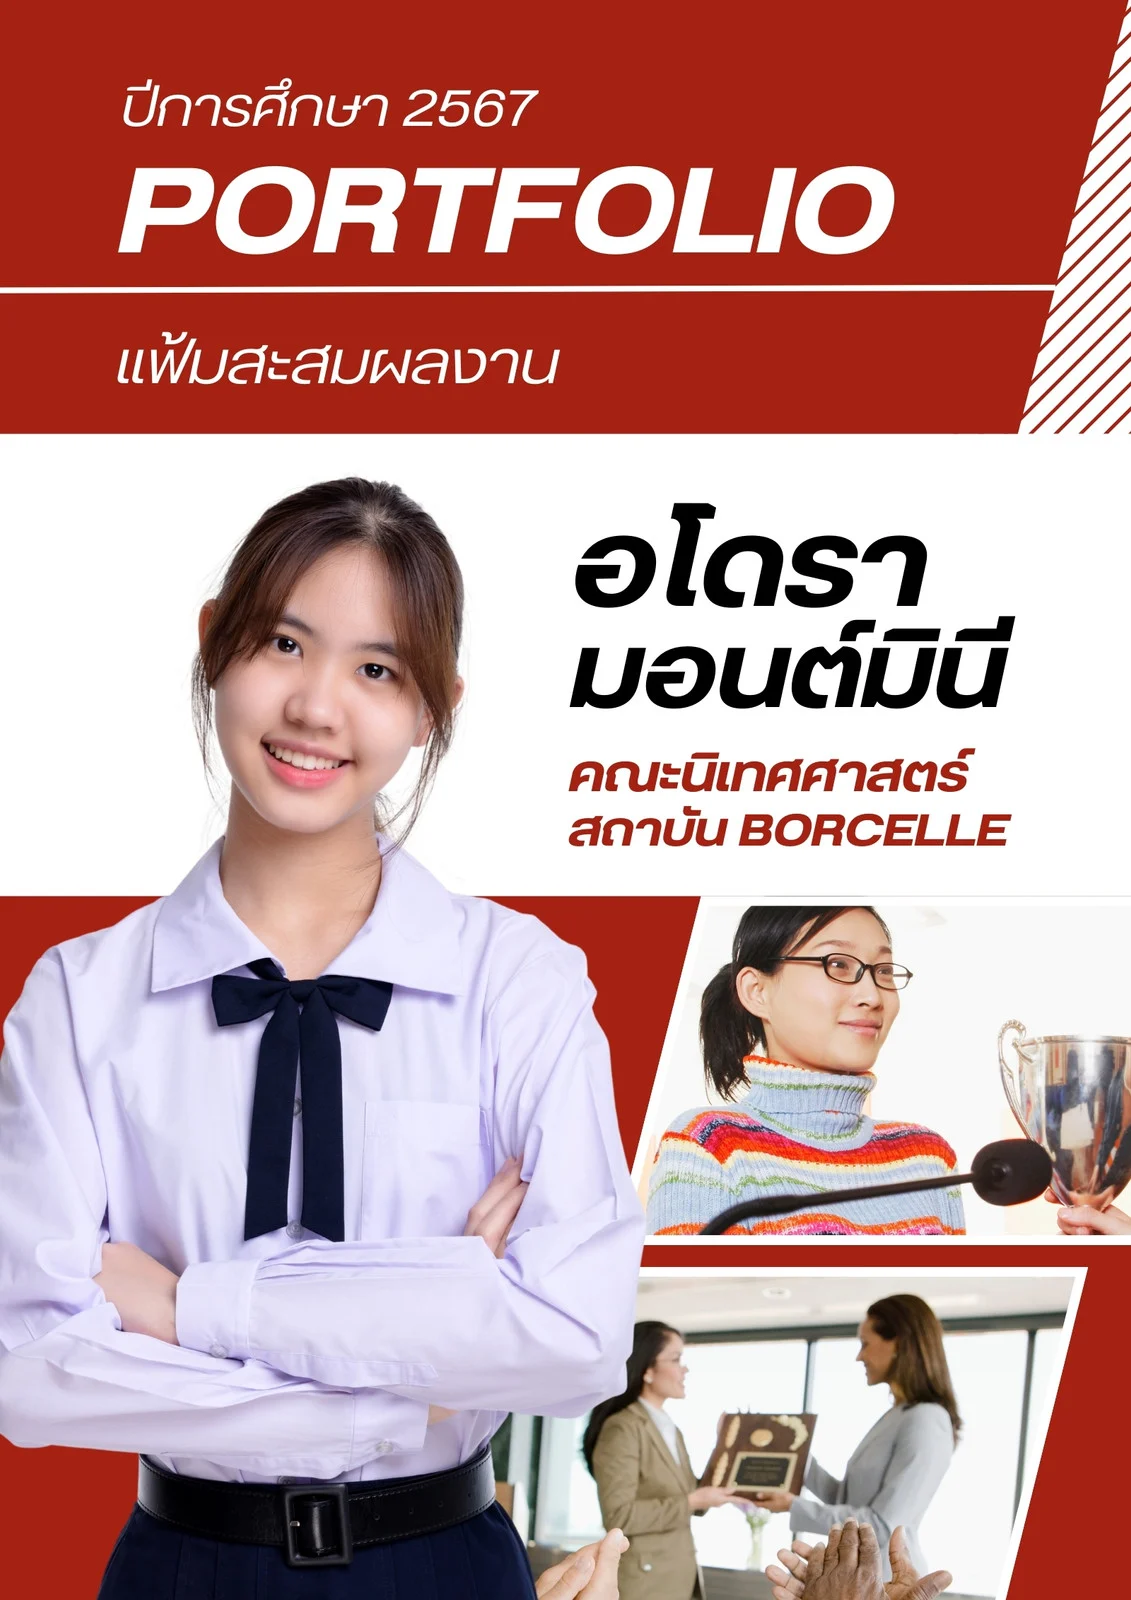 ปีการศึกษา 2567
PORTFOLIO
แฟ้มสะสมผลงาน
อโดรา
มอนต์มินี
คณะนิเทศศาสตร์
สถาบัน BORCELLE